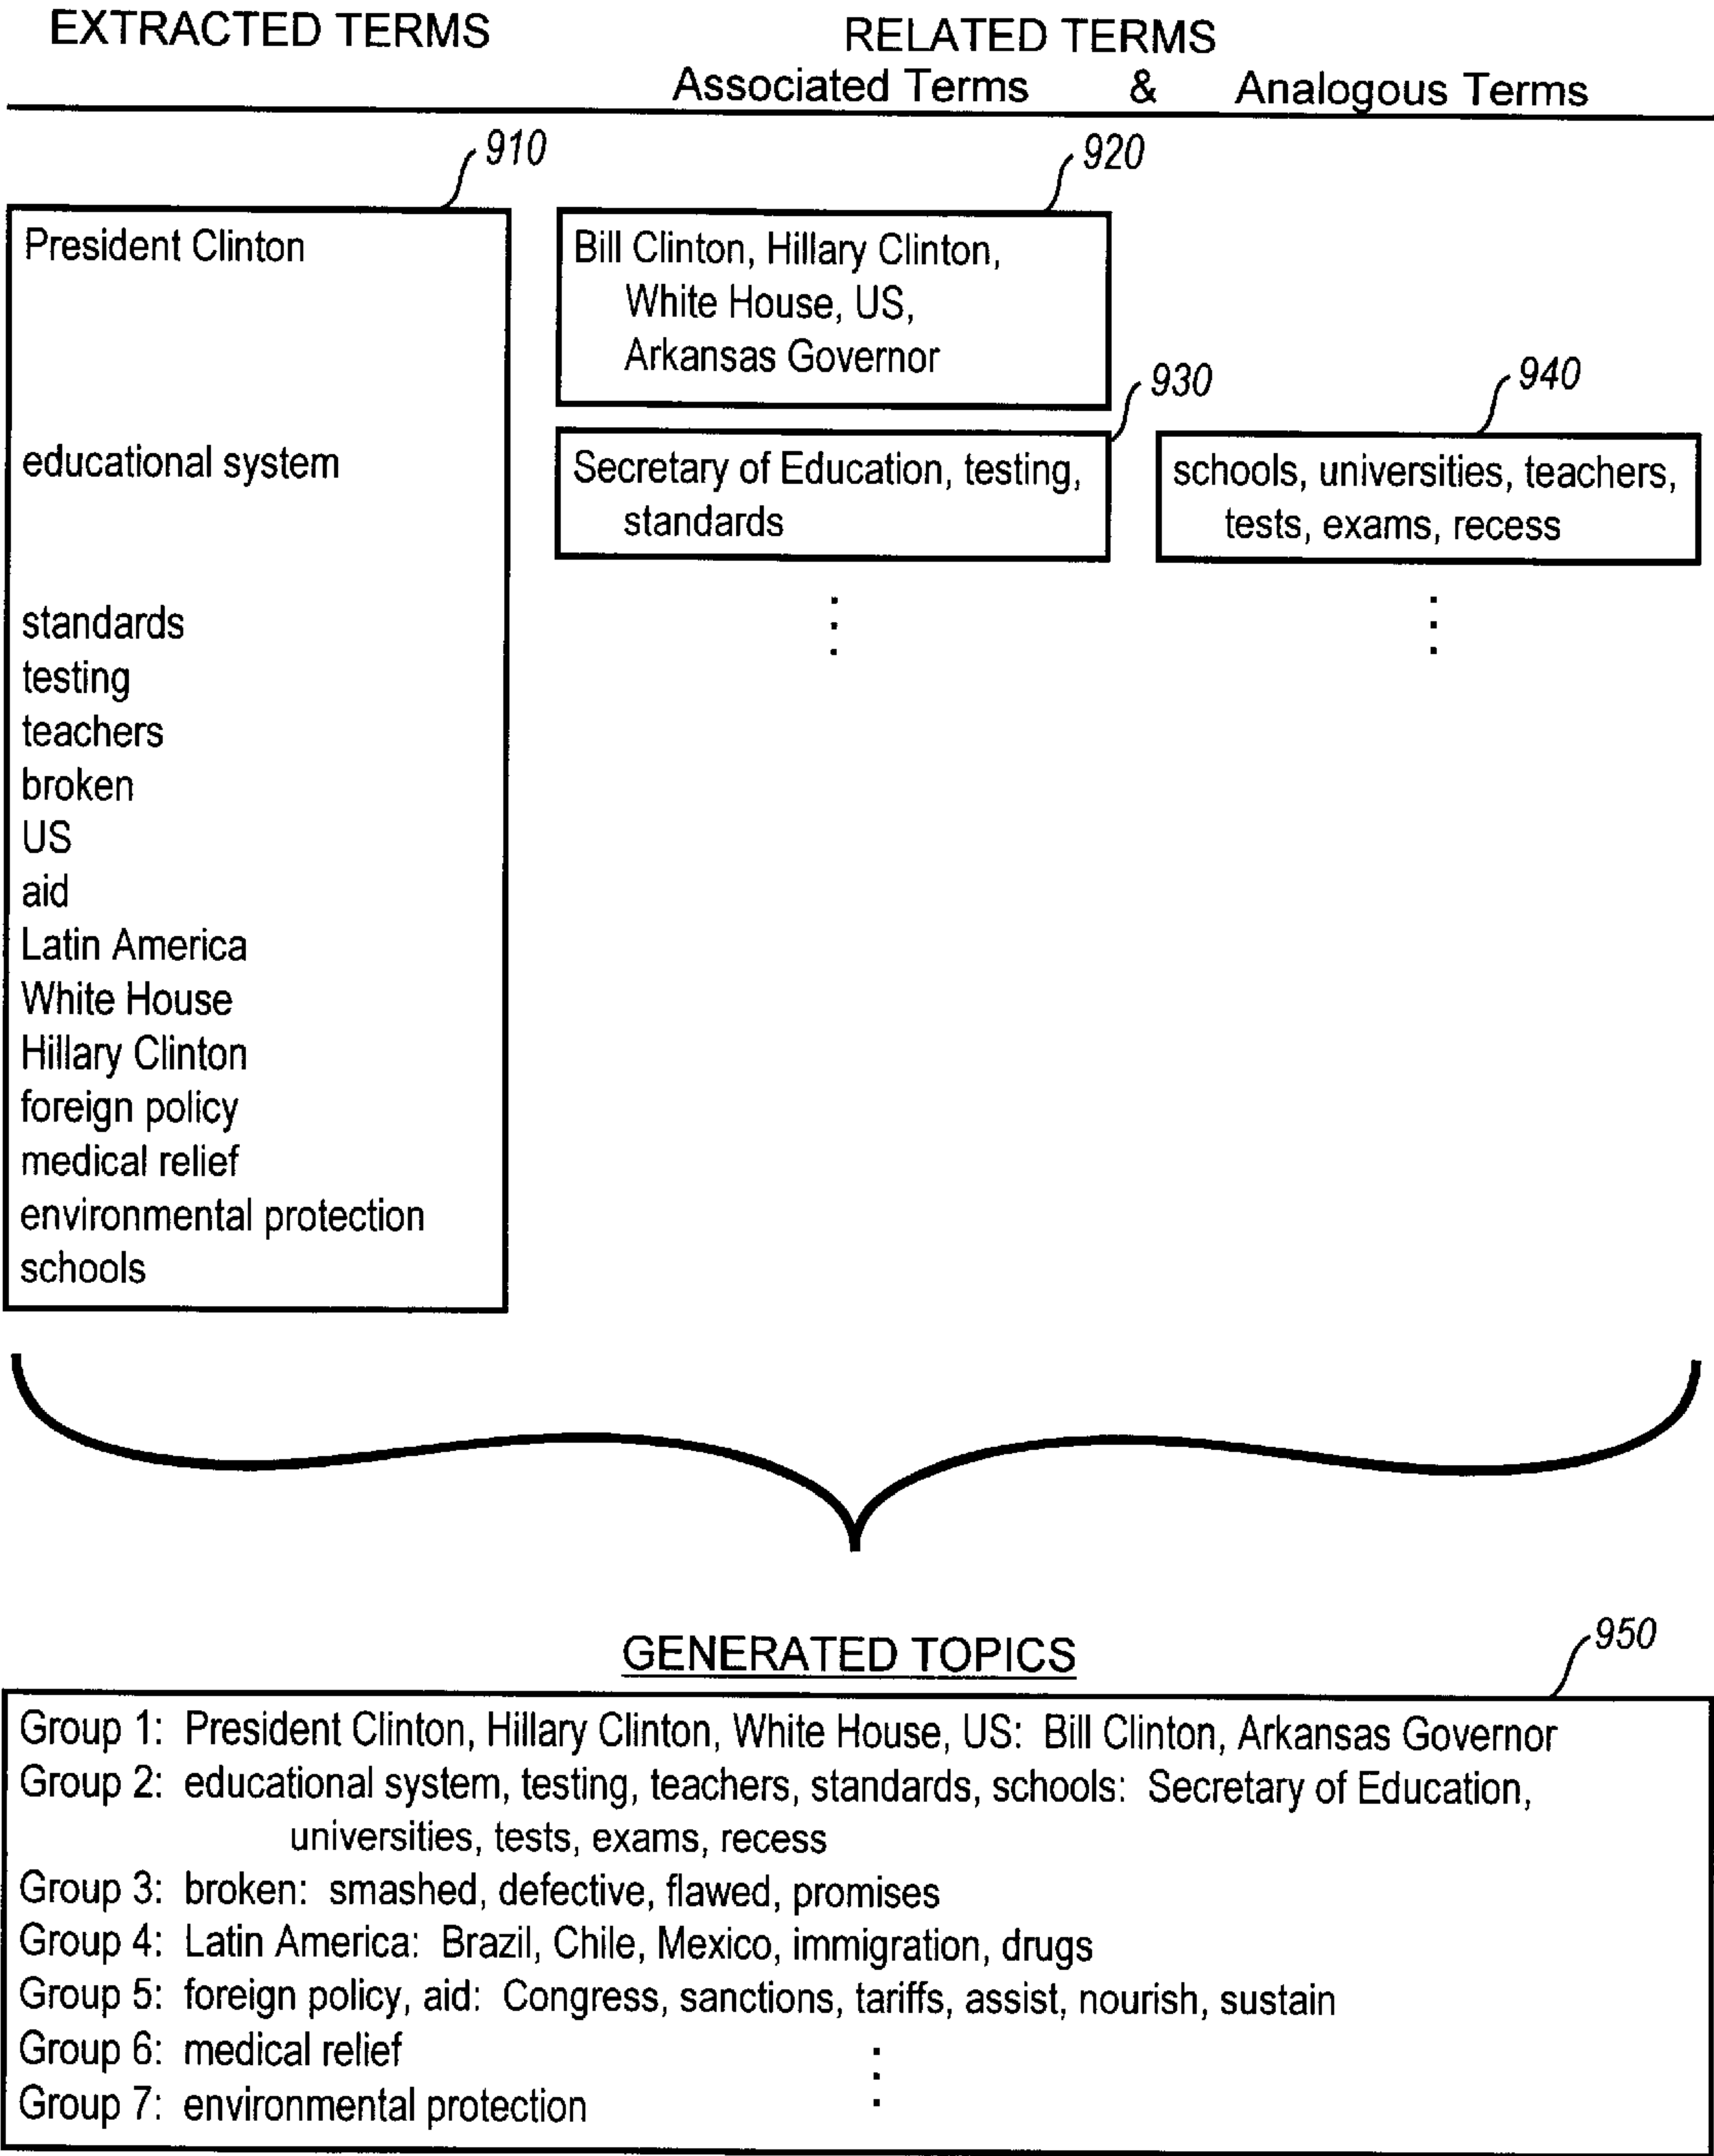 EXTRACTED TERMS
RELATED TERMS
Associated Terms & Analogous Terms
910
920
President Clinton
Bill Clinton, Hillary Clinton,
White House, US,
Arkansas Governor
930
940
educational system
Secretary of Education, testing,
standards
schools, universities, teachers,
tests, exams, recess
standards
testing
teachers
broken
US
aid
Latin America
White House
Hillary Clinton
foreign policy
medical relief
environmental protection
schools
GENERATED TOPICS
950
Group 1: President Clinton, Hillary Clinton, White House, US: Bill Clinton, Arkansas Governor
Group 2: educational system, testing, teachers, standards, schools: Secretary of Education,
universities, tests, exams, recess
Group 3: broken: smashed, defective, flawed, promises
Group 4: Latin America: Brazil, Chile, Mexico, immigration, drugs
Group 5: foreign policy, aid: Congress, sanctions, tariffs, assist, nourish, sustain
Group 6: medical relief
Group 7: environmental protection